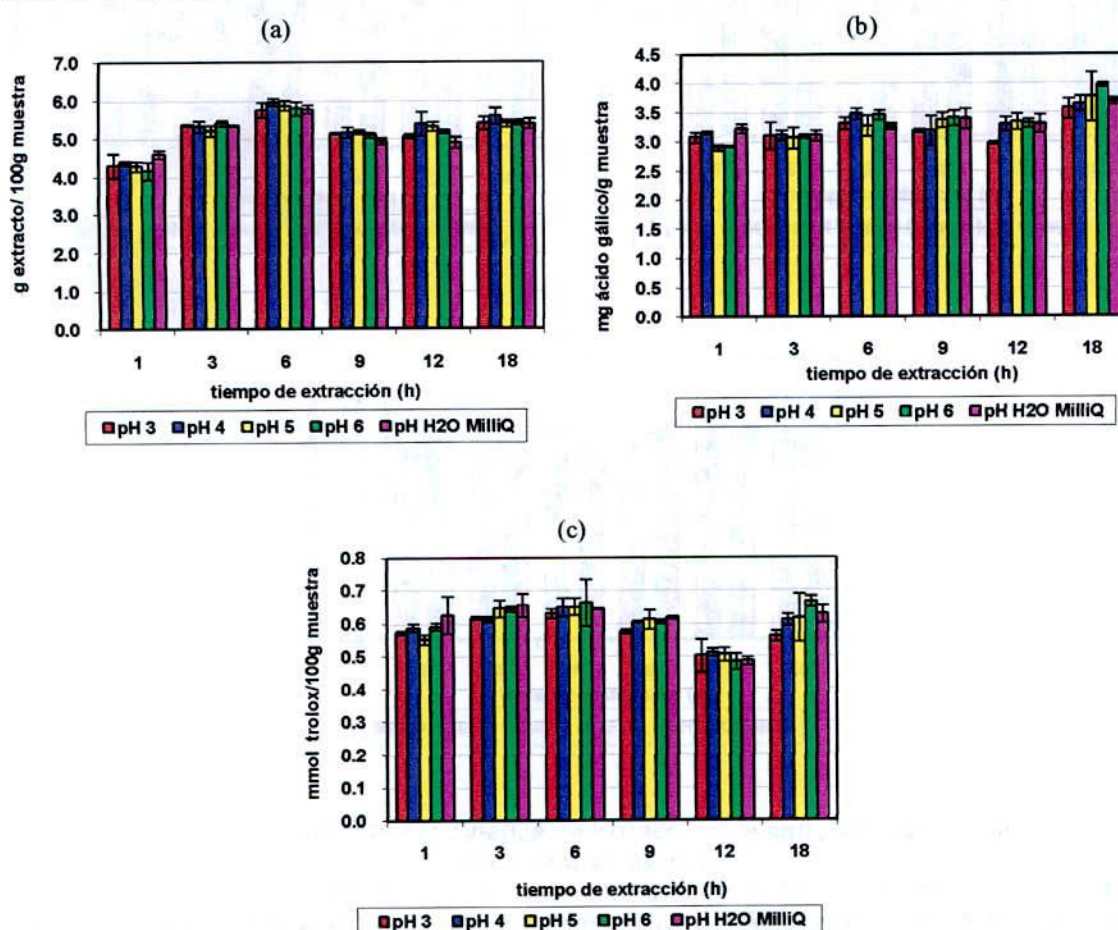 (a)
g extracto/ 100g muestra
7.0
6.0
5.0
4.0
3.0
2.0
1.0
0.0
1 3 6 9 12 18
tiempo de extracción (h)
pH 3 pH 4 pH 5 pH 6 pH H2O MilliQ
(b)
mg ácido gálico/g muestra
4.5
4.0
3.5
3.0
2.5
2.0
1.5
1.0
0.5
0.0
1 3 6 9 12 18
tiempo de extracción (h)
pH 3 pH 4 pH 5 pH 6 pH H2O MilliQ
(c)
mmol trolox/100g muestra
0.8
0.7
0.6
0.5
0.4
0.3
0.2
0.1
0.0
1 3 6 9 12 18
tiempo de extracción (h)
pH 3 pH 4 pH 5 pH 6 pH H2O MilliQ